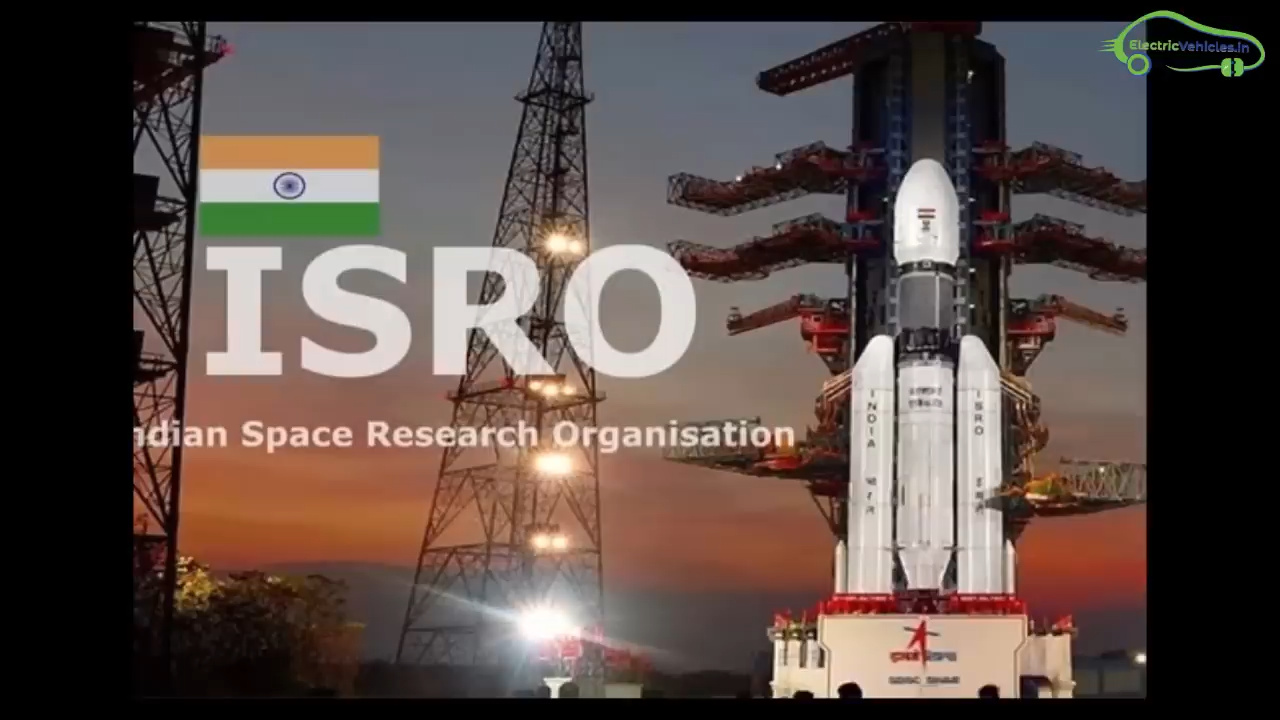 ElectricVehicles.in
ISRO
ndian Space Research Organisation
INDIA
ISRO